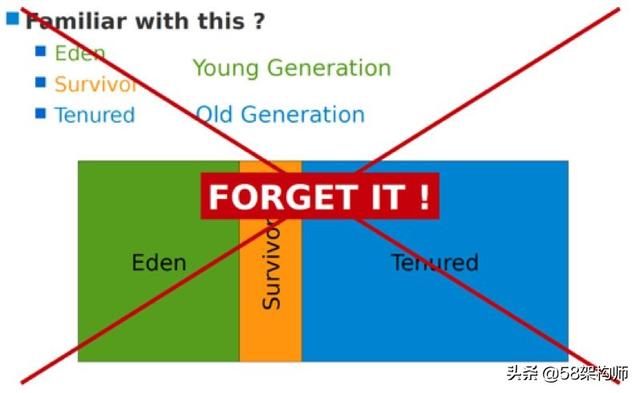 Familiar with this ?
Eden
Survivor
Young Generation
Tenured
Old Generation
FORGET IT !
Eden
Survivor
Tenured
头条 @58架构师